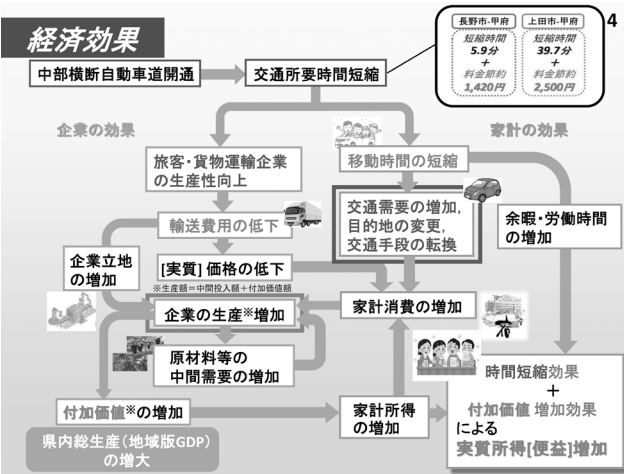 4
経済効果
長野市-甲府
短縮時間
5.9分
+
料金節約
1,420円
上田市-甲府
短縮時間
39.7分
+
料金節約
2,500円
中部横断自動車道開通
交通所要時間短縮
企業の効果
家計の効果
旅客・貨物運輸企業
の生産性向上
移動時間の短縮
輸送費用の低下
交通需要の増加,
目的地の変更,
交通手段の転換
余暇・労働時間
の増加
企業立地
の増加
[実質] 価格の低下
※生産額=中間投入額+付加価値額
企業の生産※増加
家計消費の増加
原材料等の
中間需要の増加
時間短縮効果
+
付加価値 増加効果
による
実質所得[便益]増加
付加価値※の増加
家計所得
の増加
県内総生産(地域版GDP)
の増大